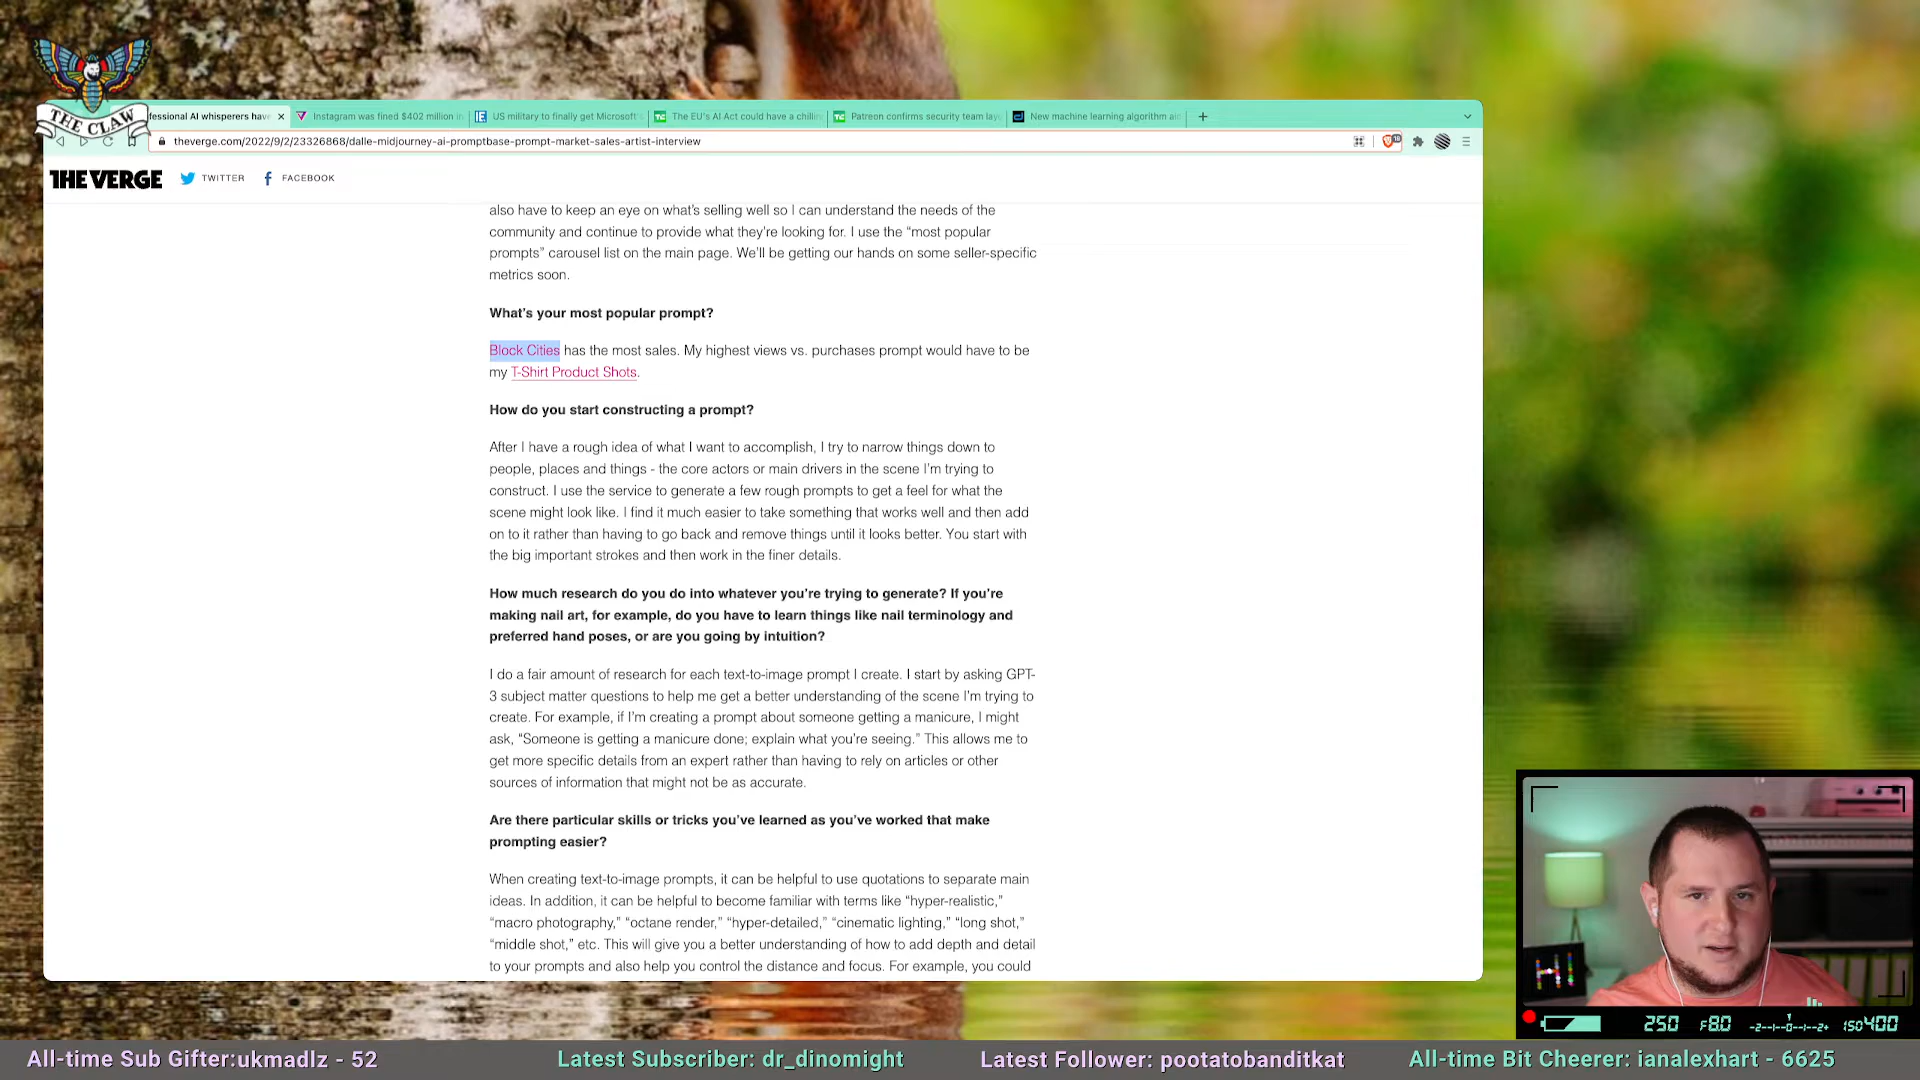 THE CLAW
fessional AI whisperers have
Instagram was fined $402 million in
US military to finally get Microsoft's
The EU's AI Act could have a chillin
Patreon confirms security team lay
New machine learning algorithm aid
theverge.com/2022/9/2/23326868/dalle-midjourney-ai-promptbase-prompt-market-sales-artist-interview
THE VERGE
TWITTER
FACEBOOK
also have to keep an eye on what’s selling well so I can understand the needs of the
community and continue to provide what they’re looking for. I use the “most popular
prompts” carousel list on the main page. We’ll be getting our hands on some seller-specific
metrics soon.
What’s your most popular prompt?
Block Cities has the most sales. My highest views vs. purchases prompt would have to be
my T-Shirt Product Shots.
How do you start constructing a prompt?
After I have a rough idea of what I want to accomplish, I try to narrow things down to
people, places and things - the core actors or main drivers in the scene I’m trying to
construct. I use the service to generate a few rough prompts to get a feel for what the
scene might look like. I find it much easier to take something that works well and then add
on to it rather than having to go back and remove things until it looks better. You start with
the big important strokes and then work in the finer details.
How much research do you do into whatever you’re trying to generate? If you’re
making nail art, for example, do you have to learn things like nail terminology and
preferred hand poses, or are you going by intuition?
I do a fair amount of research for each text-to-image prompt I create. I start by asking GPT-
3 subject matter questions to help me get a better understanding of the scene I’m trying to
create. For example, if I’m creating a prompt about someone getting a manicure, I might
ask, “Someone is getting a manicure done; explain what you’re seeing.” This allows me to
get more specific details from an expert rather than having to rely on articles or other
sources of information that might not be as accurate.
Are there particular skills or tricks you’ve learned as you’ve worked that make
prompting easier?
When creating text-to-image prompts, it can be helpful to use quotations to separate main
ideas. In addition, it can be helpful to become familiar with terms like “hyper-realistic,”
“macro photography,” “octane render,” “hyper-detailed,” “cinematic lighting,” “long shot,”
“middle shot,” etc. This will give you a better understanding of how to add depth and detail
to your prompts and also help you control the distance and focus. For example, you could
HI
250 F8.0 -2--1--0--1--2+ ISO400
All-time Sub Gifter:ukmadlz - 52
Latest Subscriber: dr_dinomight
Latest Follower: pootatobanditkat
All-time Bit Cheerer: ianalexhart - 6625